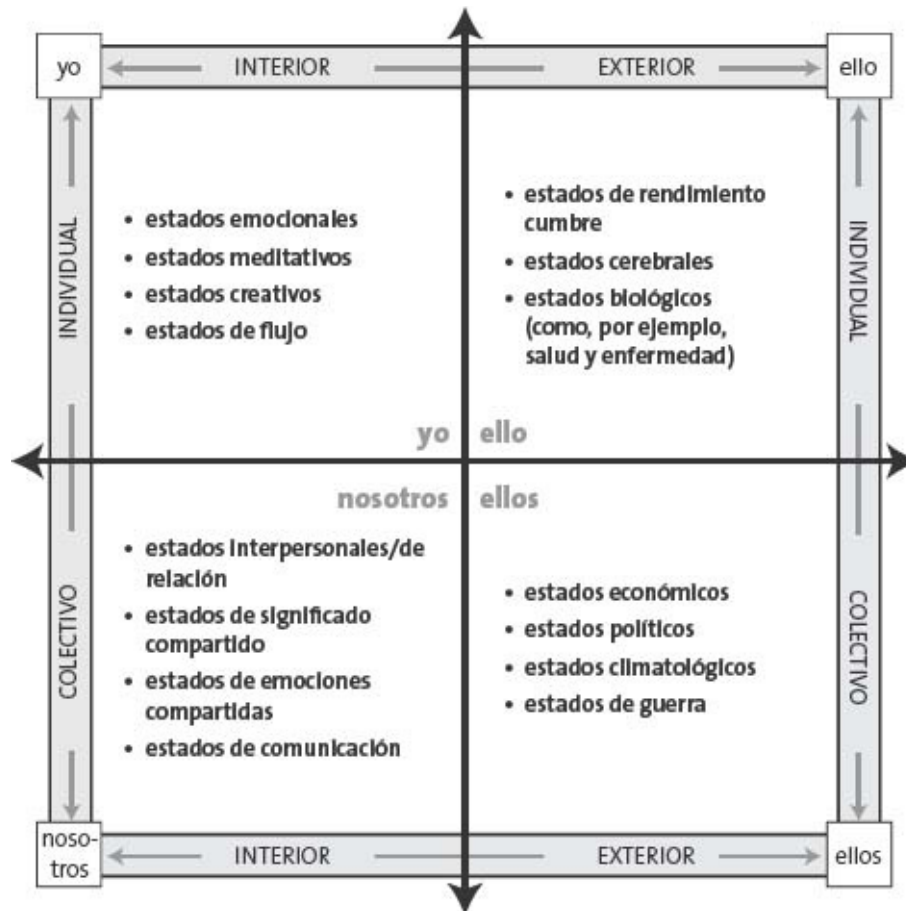 yo
INTERIOR
EXTERIOR
ello
INDIVIDUAL
INDIVIDUAL
• estados emocionales
• estados meditativos
• estados creativos
• estados de flujo
• estados de rendimiento
cumbre
• estados cerebrales
• estados biológicos
(como, por ejemplo,
salud y enfermedad)
yo
ello
nosotros
ellos
COLECTIVO
COLECTIVO
• estados interpersonales/de
relación
• estados de significado
compartido
• estados de emociones
compartidas
• estados de comunicación
• estados económicos
• estados políticos
• estados climatológicos
• estados de guerra
noso-
tros
INTERIOR
EXTERIOR
ellos